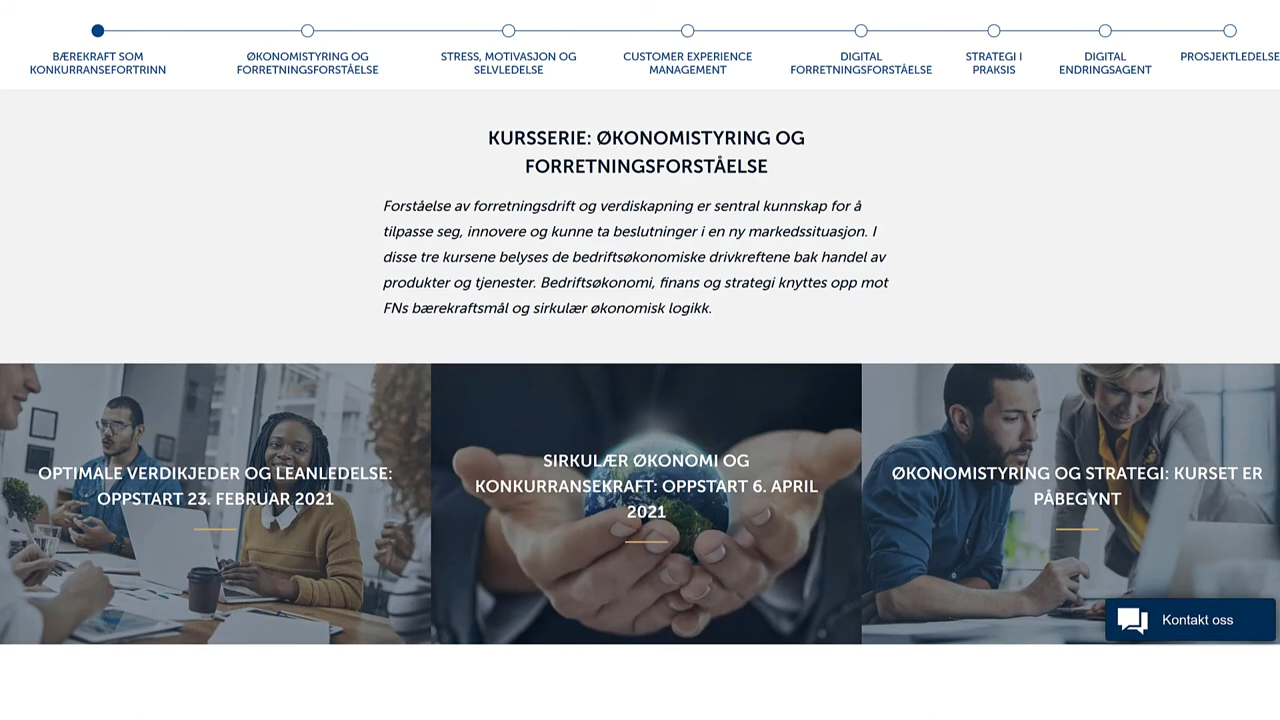 BÆREKRAFT SOM
KONKURRANSEFORTRINN
ØKONOMISTYRING OG
FORRETNINGSFORSTÅELSE
STRESS, MOTIVASJON OG
SELVLEDELSE
CUSTOMER EXPERIENCE
MANAGEMENT
DIGITAL
FORRETNINGSFORSTÅELSE
STRATEGI I
PRAKSIS
DIGITAL
ENDRINGSAGENT
PROSJEKTLEDELSE
KURSSERIE: ØKONOMISTYRING OG
FORRETNINGSFORSTÅELSE
Forståelse av forretningsdrift og verdiskapning er sentral kunnskap for å
tilpasse seg, innovere og kunne ta beslutninger i en ny markedssituasjon. I
disse tre kursene belyses de bedriftsøkonomiske drivkreftene bak handel av
produkter og tjenester. Bedriftsøkonomi, finans og strategi knyttes opp mot
FNs bærekraftsmål og sirkulær økonomisk logikk.
OPTIMALE VERDIKJEDER OG LEANLEDELSE:
OPPSTART 23. FEBRUAR 2021
SIRKULÆR ØKONOMI OG
KONKURRANSEKRAFT: OPPSTART 6. APRIL
2021
ØKONOMISTYRING OG STRATEGI: KURSET ER
PÅBEGYNT
Kontakt oss